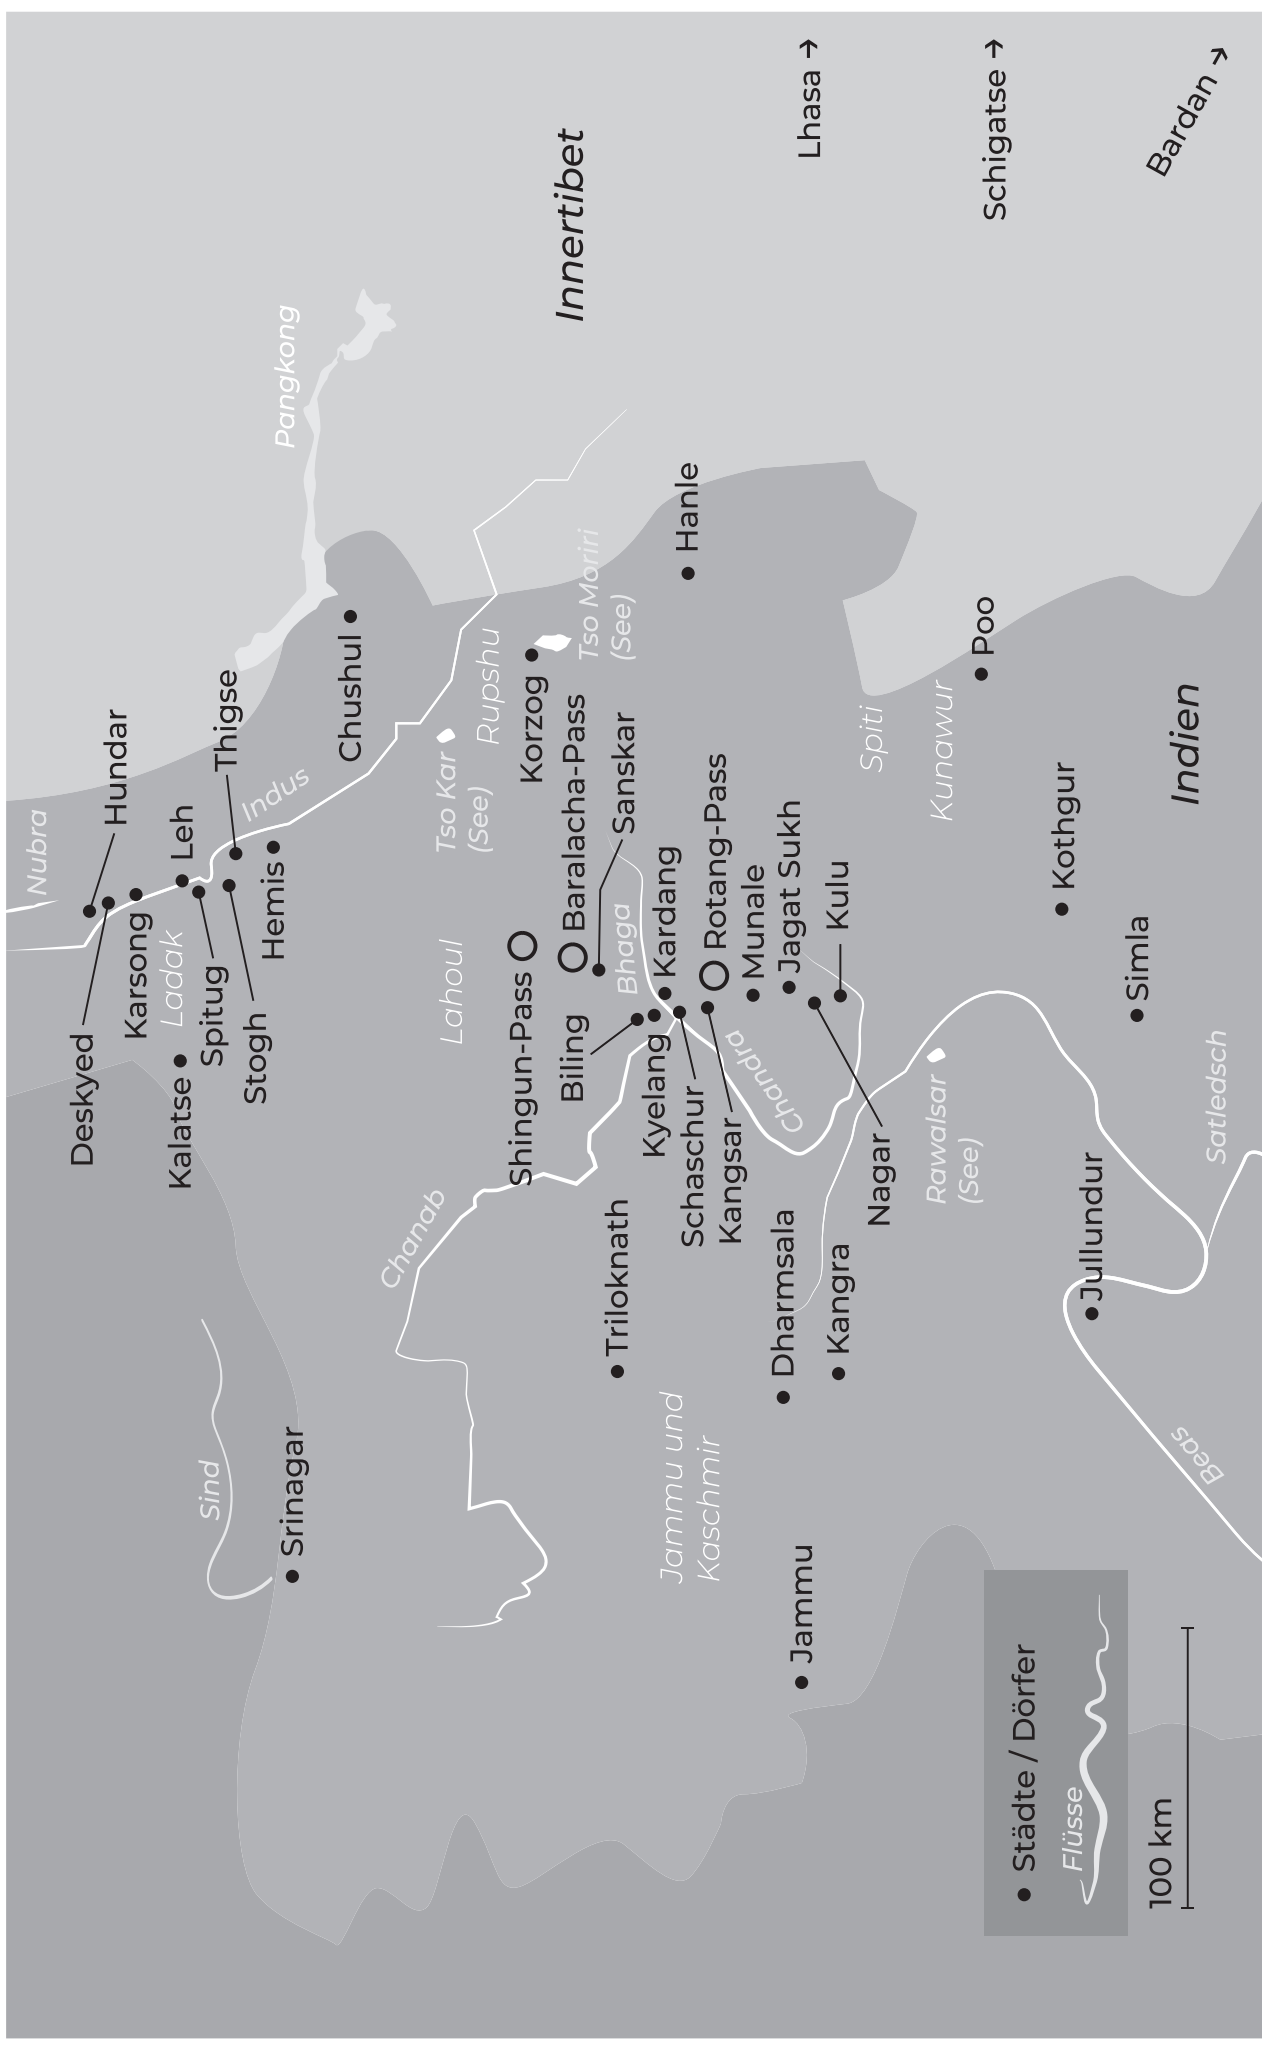 Nubra
Hundar
Deskyed
Karsong
Leh
Thigse
Ladak
Kalatse
Spitug
Stogh
Hemis
Indus
Pangkong
Chushul
Sind
Srinagar
Chanab
Lahoul
Tso Kar
(See)
Rupshu
Korzog
Tso Moriri
(See)
Innertibet
Shingun-Pass
Baralacha-Pass
Sanskar
Bhaga
Biling
Kyelang
Kardang
Schaschur
Kangsar
Rotang-Pass
Hanle
Triloknath
Jammu und
Kaschmir
Munale
Jagat Sukh
Chandra
Kulu
Nagar
Dharmsala
Kangra
Jammu
Lhasa →
Spiti
Kunawur
Rawalsar
(See)
Poo
Schigatse →
Kothgur
Jullundur
Simla
Indien
Satledsch
Beas
Bardan →
Städte / Dörfer
Flüsse
100 km